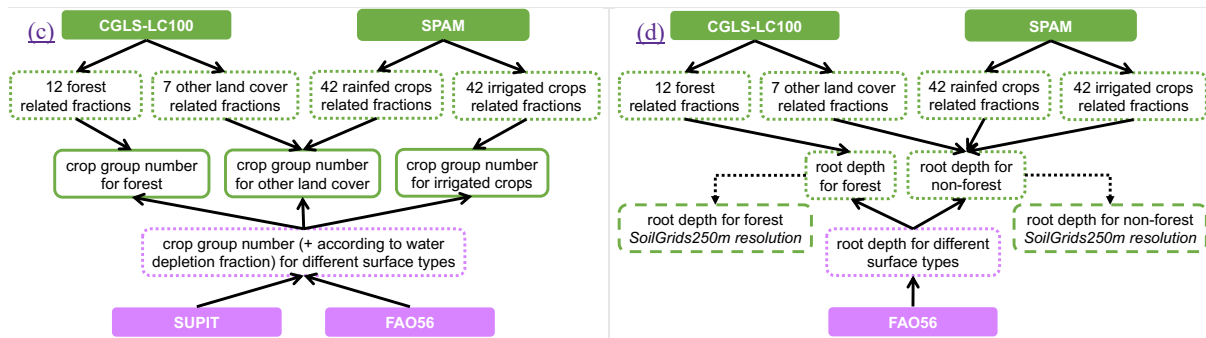 (c)
CGLS-LC100
SPAM
12 forest
related fractions
7 other land cover
related fractions
42 rainfed crops
related fractions
42 irrigated crops
related fractions
crop group number
for forest
crop group number
for other land cover
crop group number
for irrigated crops
crop group number (+ according to water
depletion fraction) for different surface types
SUPIT
FAO56
(d)
CGLS-LC100
SPAM
12 forest
related fractions
7 other land cover
related fractions
42 rainfed crops
related fractions
42 irrigated crops
related fractions
root depth
for forest
root depth for
non-forest
root depth for forest
SoilGrids250m resolution
root depth for non-forest
SoilGrids250m resolution
root depth for different
surface types
FAO56